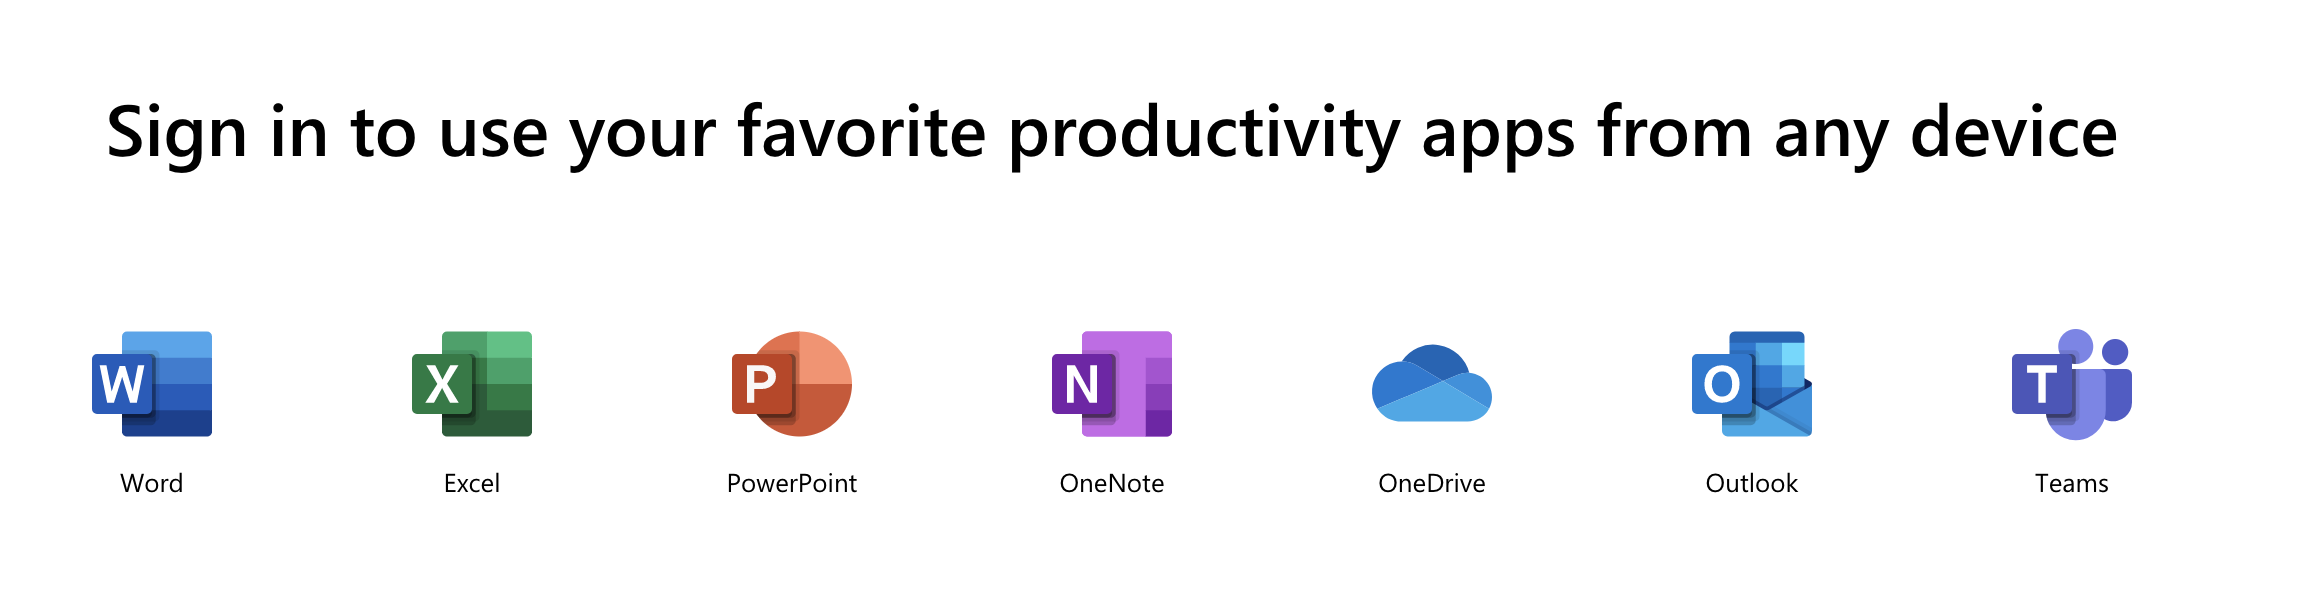 Sign in to use your favorite productivity apps from any device
W X P N O T
Word Excel PowerPoint OneNote OneDrive Outlook Teams